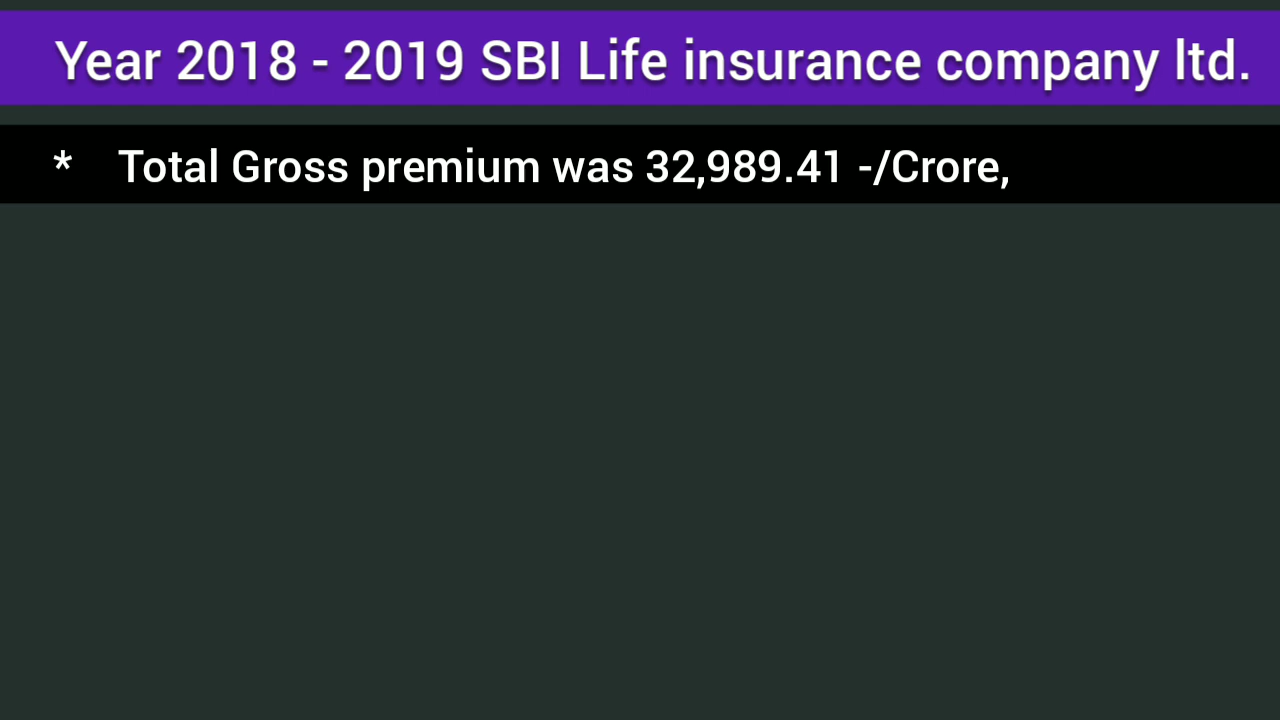 Year 2018 - 2019 SBI Life insurance company ltd.
* Total Gross premium was 32,989.41 -/Crore,